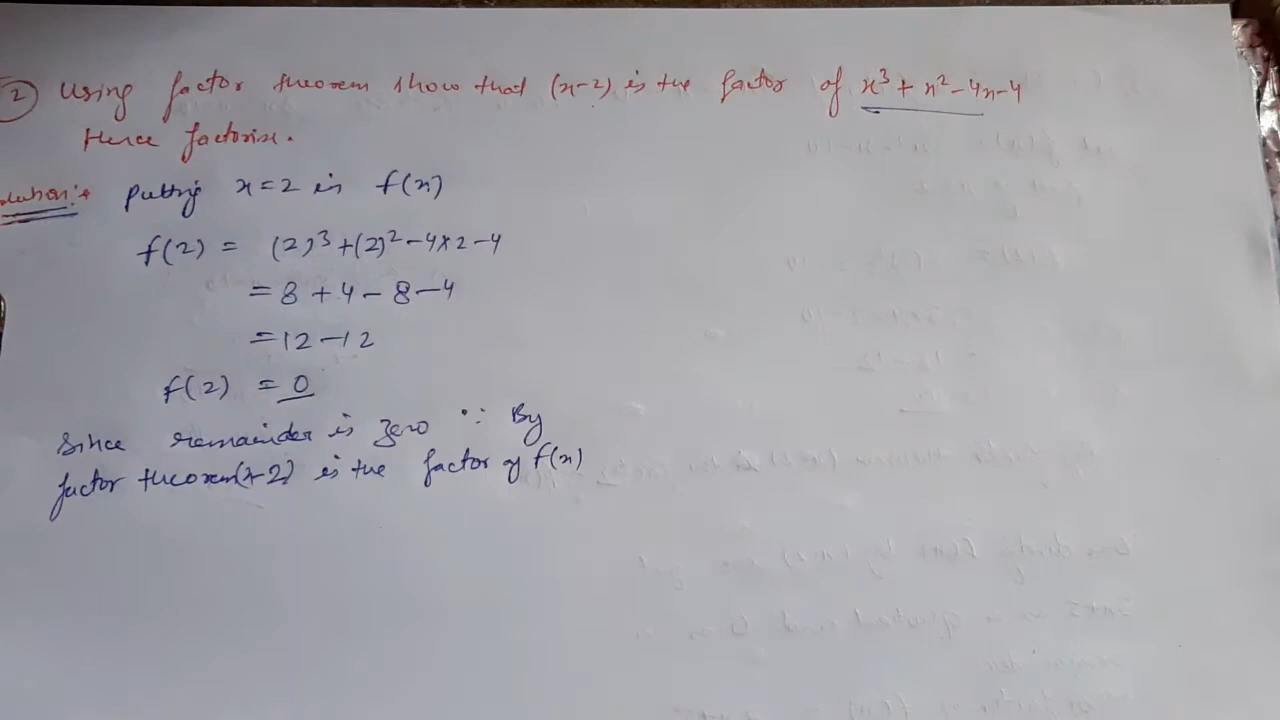 2 Using factor theorem show that (x-2) is the factor of x³ + x² - 4x - 4
Hence factorise.
putting x = 2 in f(x)
f(2) = (2)³ + (2)² - 4 × 2 - 4
= 8 + 4 - 8 - 4
= 12 - 12
f(2) = 0
Since remainder is zero ∵ By
factor theorem (x-2) is the factor of f(x)